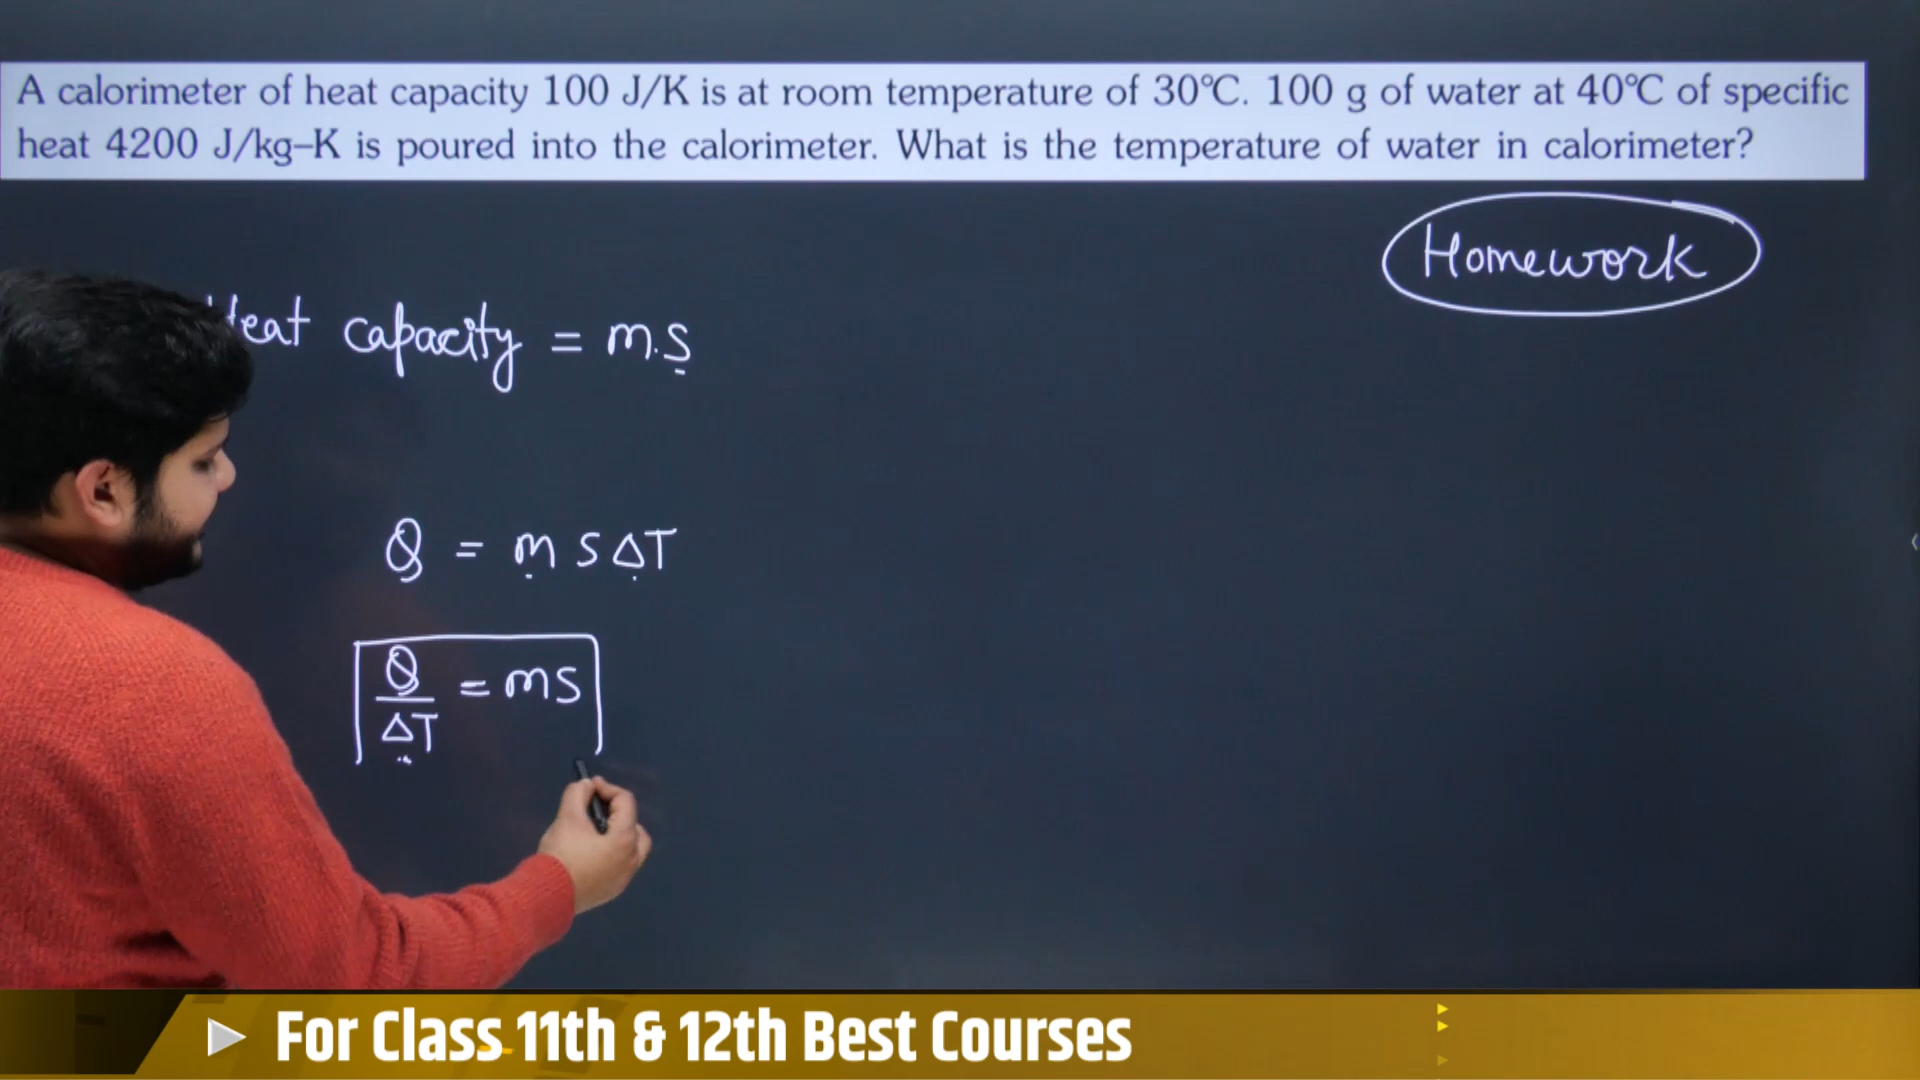 A calorimeter of heat capacity 100 J/K is at room temperature of 30°C. 100 g of water at 40°C of specific
heat 4200 J/kg–K is poured into the calorimeter. What is the temperature of water in calorimeter?
Homework
Heat capacity = m.s
Q = m s ΔT
Q/ΔT = ms
For Class 11th & 12th Best Courses